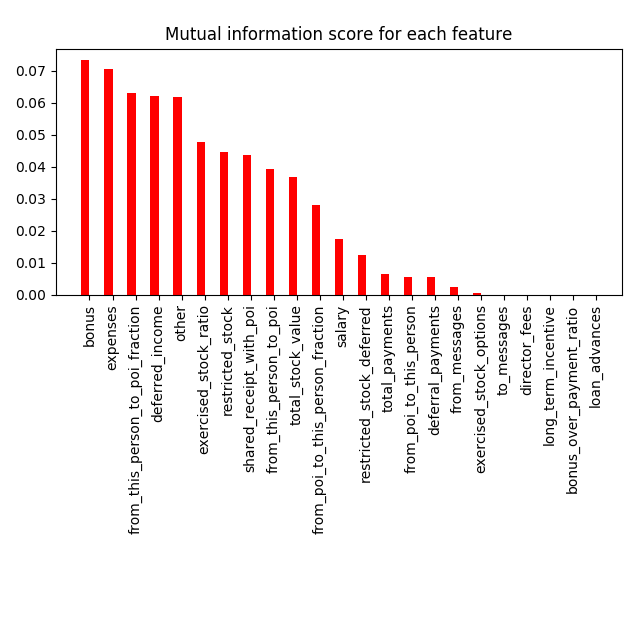 Mutual information score for each feature
0.07
0.06
0.05
0.04
0.03
0.02
0.01
0.00
bonus
expenses
from_this_person_to_poi_fraction
deferred_income
other
exercised_stock_ratio
restricted_stock
shared_receipt_with_poi
from_this_person_to_poi
total_stock_value
from_poi_to_this_person_fraction
salary
restricted_stock_deferred
total_payments
from_poi_to_this_person
deferral_payments
from_messages
exercised_stock_options
to_messages
director_fees
long_term_incentive
bonus_over_payment_ratio
loan_advances